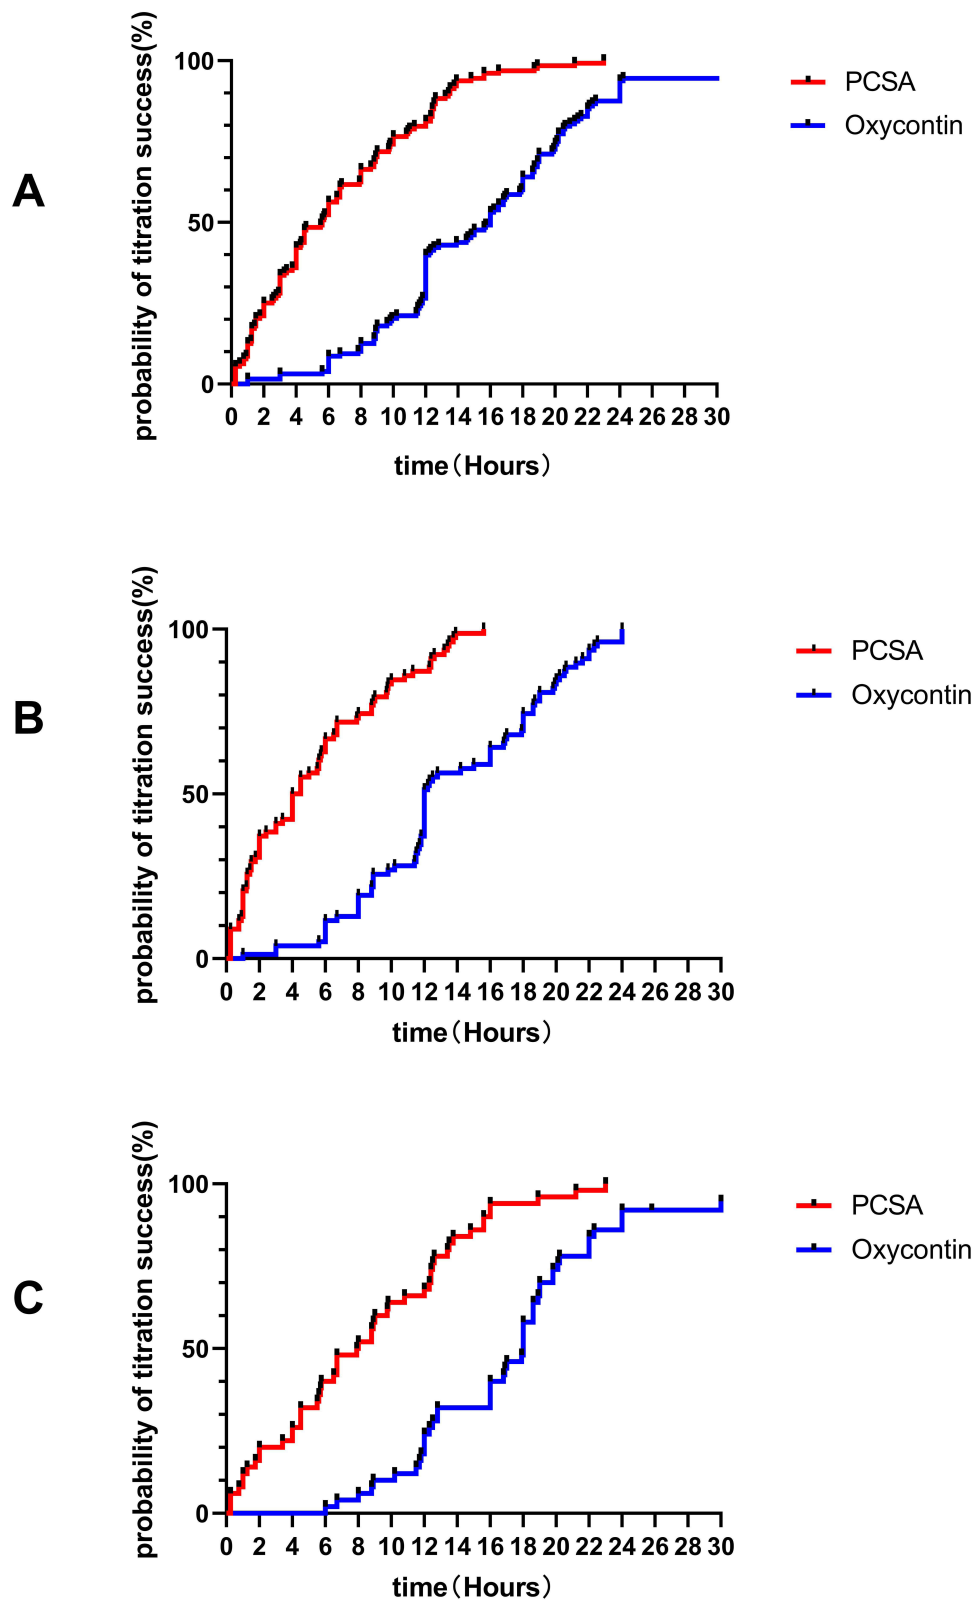 A
probability of titration success(%)
100
50
0
0 2 4 6 8 10 12 14 16 18 20 22 24 26 28 30
time（Hours）
PCSA
Oxycontin
B
probability of titration success(%)
100
50
0
0 2 4 6 8 10 12 14 16 18 20 22 24 26 28 30
time（Hours）
PCSA
Oxycontin
C
probability of titration success(%)
100
50
0
0 2 4 6 8 10 12 14 16 18 20 22 24 26 28 30
time（Hours）
PCSA
Oxycontin